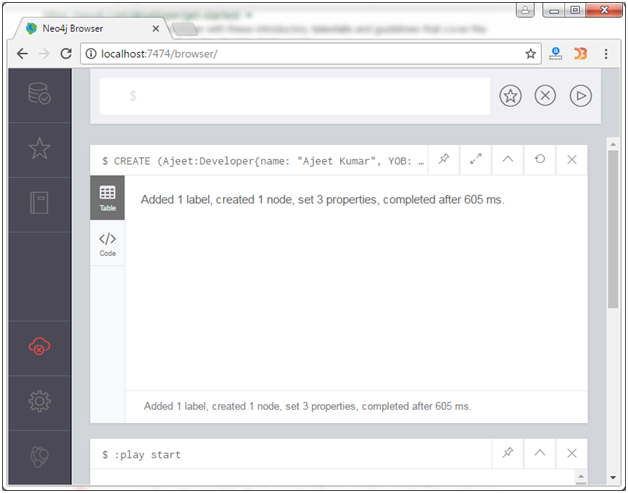 Neo4j Browser
localhost:7474/browser/
$
$ CREATE (Ajeet:Developer{name: "Ajeet Kumar", YOB: …
Table
Added 1 label, created 1 node, set 3 properties, completed after 605 ms.
Code
Added 1 label, created 1 node, set 3 properties, completed after 605 ms.
$ :play start